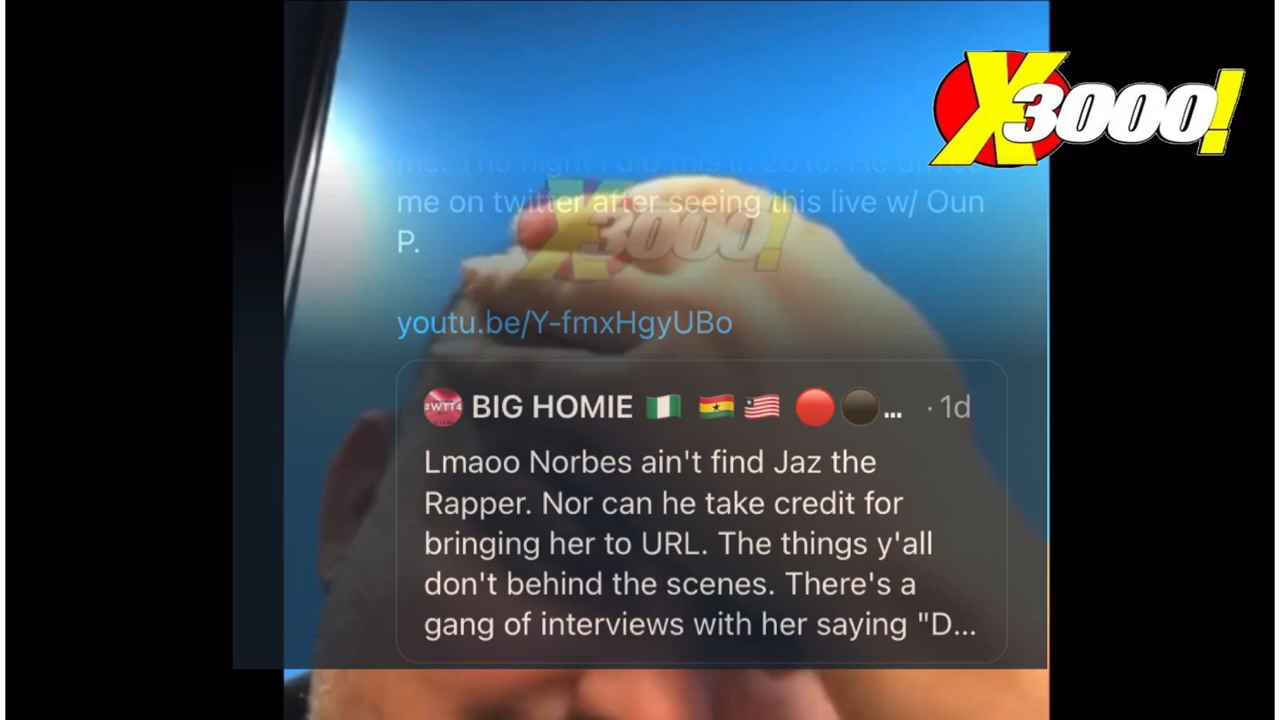 X3000!
me. The night I did this in 2016. He
me on twitter after seeing this live w/ Oun
P.
X3000!
youtu.be/Y-fmxHgyUBo
#WTT4
BIG HOMIE 🇳🇬 🇬🇭 🇱🇷 🔴 ⚫... · 1d
Lmaoo Norbes ain't find Jaz the
Rapper. Nor can he take credit for
bringing her to URL. The things y'all
don't behind the scenes. There's a
gang of interviews with her saying "D...